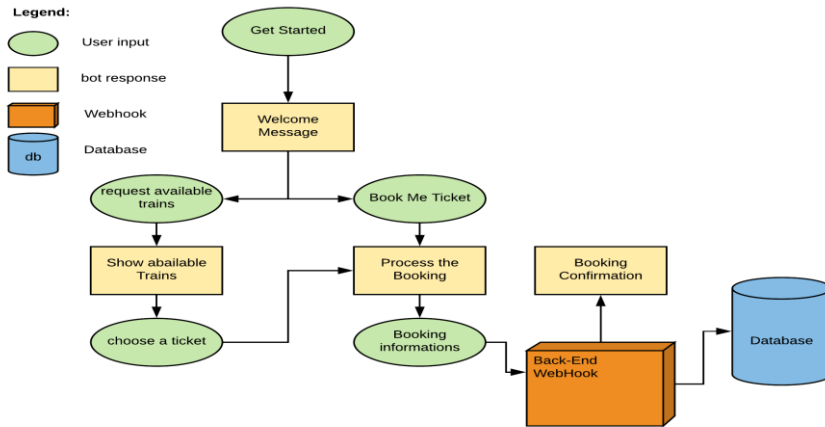 Legend:
User input
bot response
Webhook
db
Database
Get Started
Welcome
Message
request available
trains
Book Me Ticket
Show abailable
Trains
Process the
Booking
Booking
Confirmation
choose a ticket
Booking
informations
Back-End
WebHook
Database